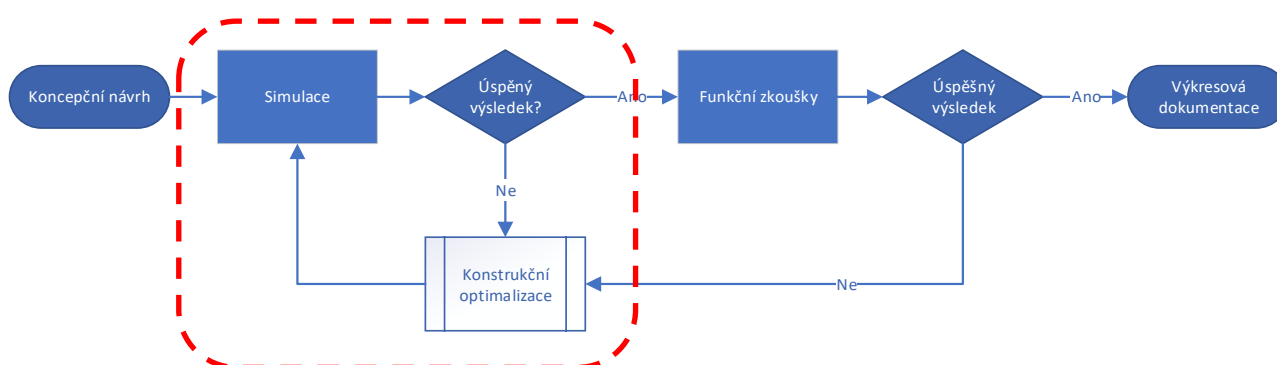 Koncepční návrh
Simulace
Úspěný
výsledek?
Ano
Funkční zkoušky
Úspěšný
výsledek
Ano
Výkresová
dokumentace
Ne
Konstrukční
optimalizace
Ne